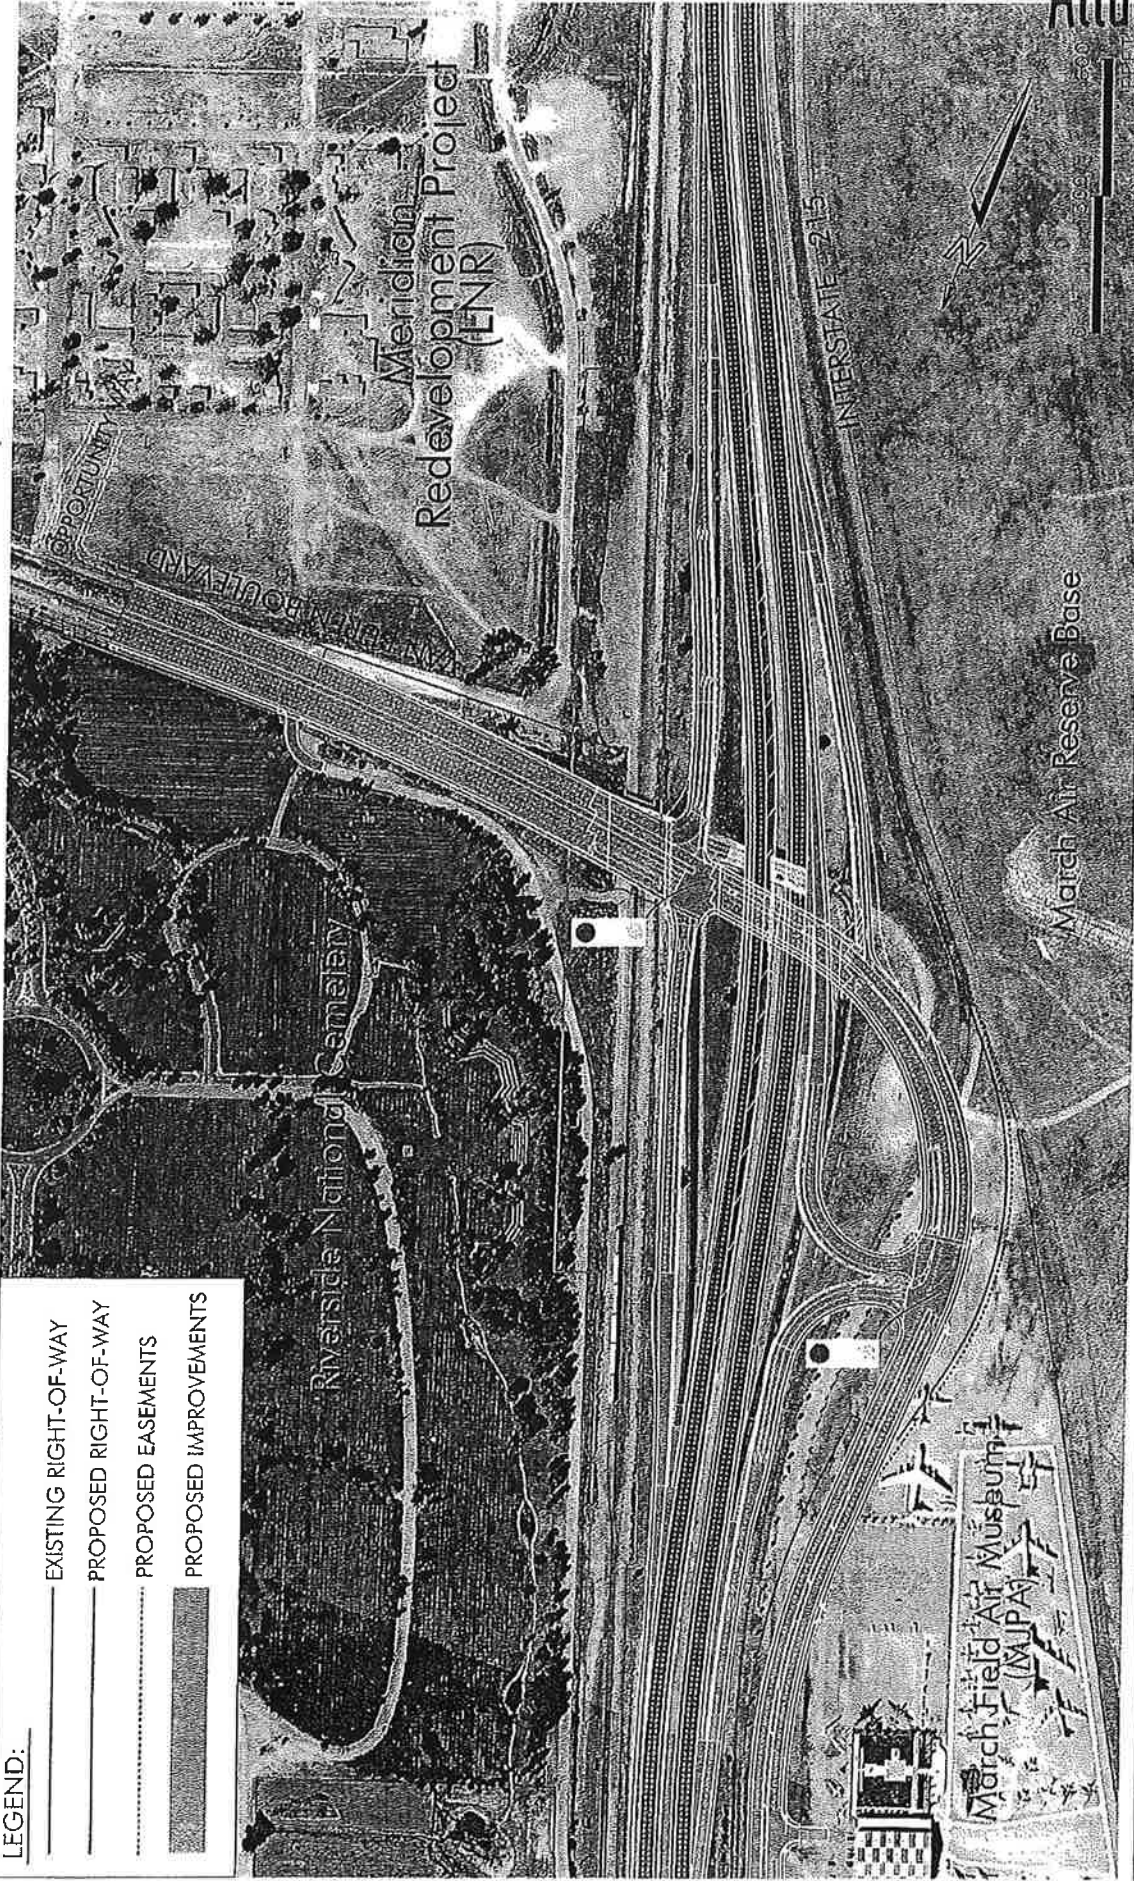 LEGEND:
EXISTING RIGHT-OF-WAY
PROPOSED RIGHT-OF-WAY
PROPOSED EASEMENTS
PROPOSED IMPROVEMENTS
Riverside National Cemetery
VAN BUREN BOULEVARD
OPPORTUNITY
Meridian
Redevelopment Project
(LNR)
INTERSTATE 215
N
March Air Reserve Base
March Field Air Museum
(MJPA)